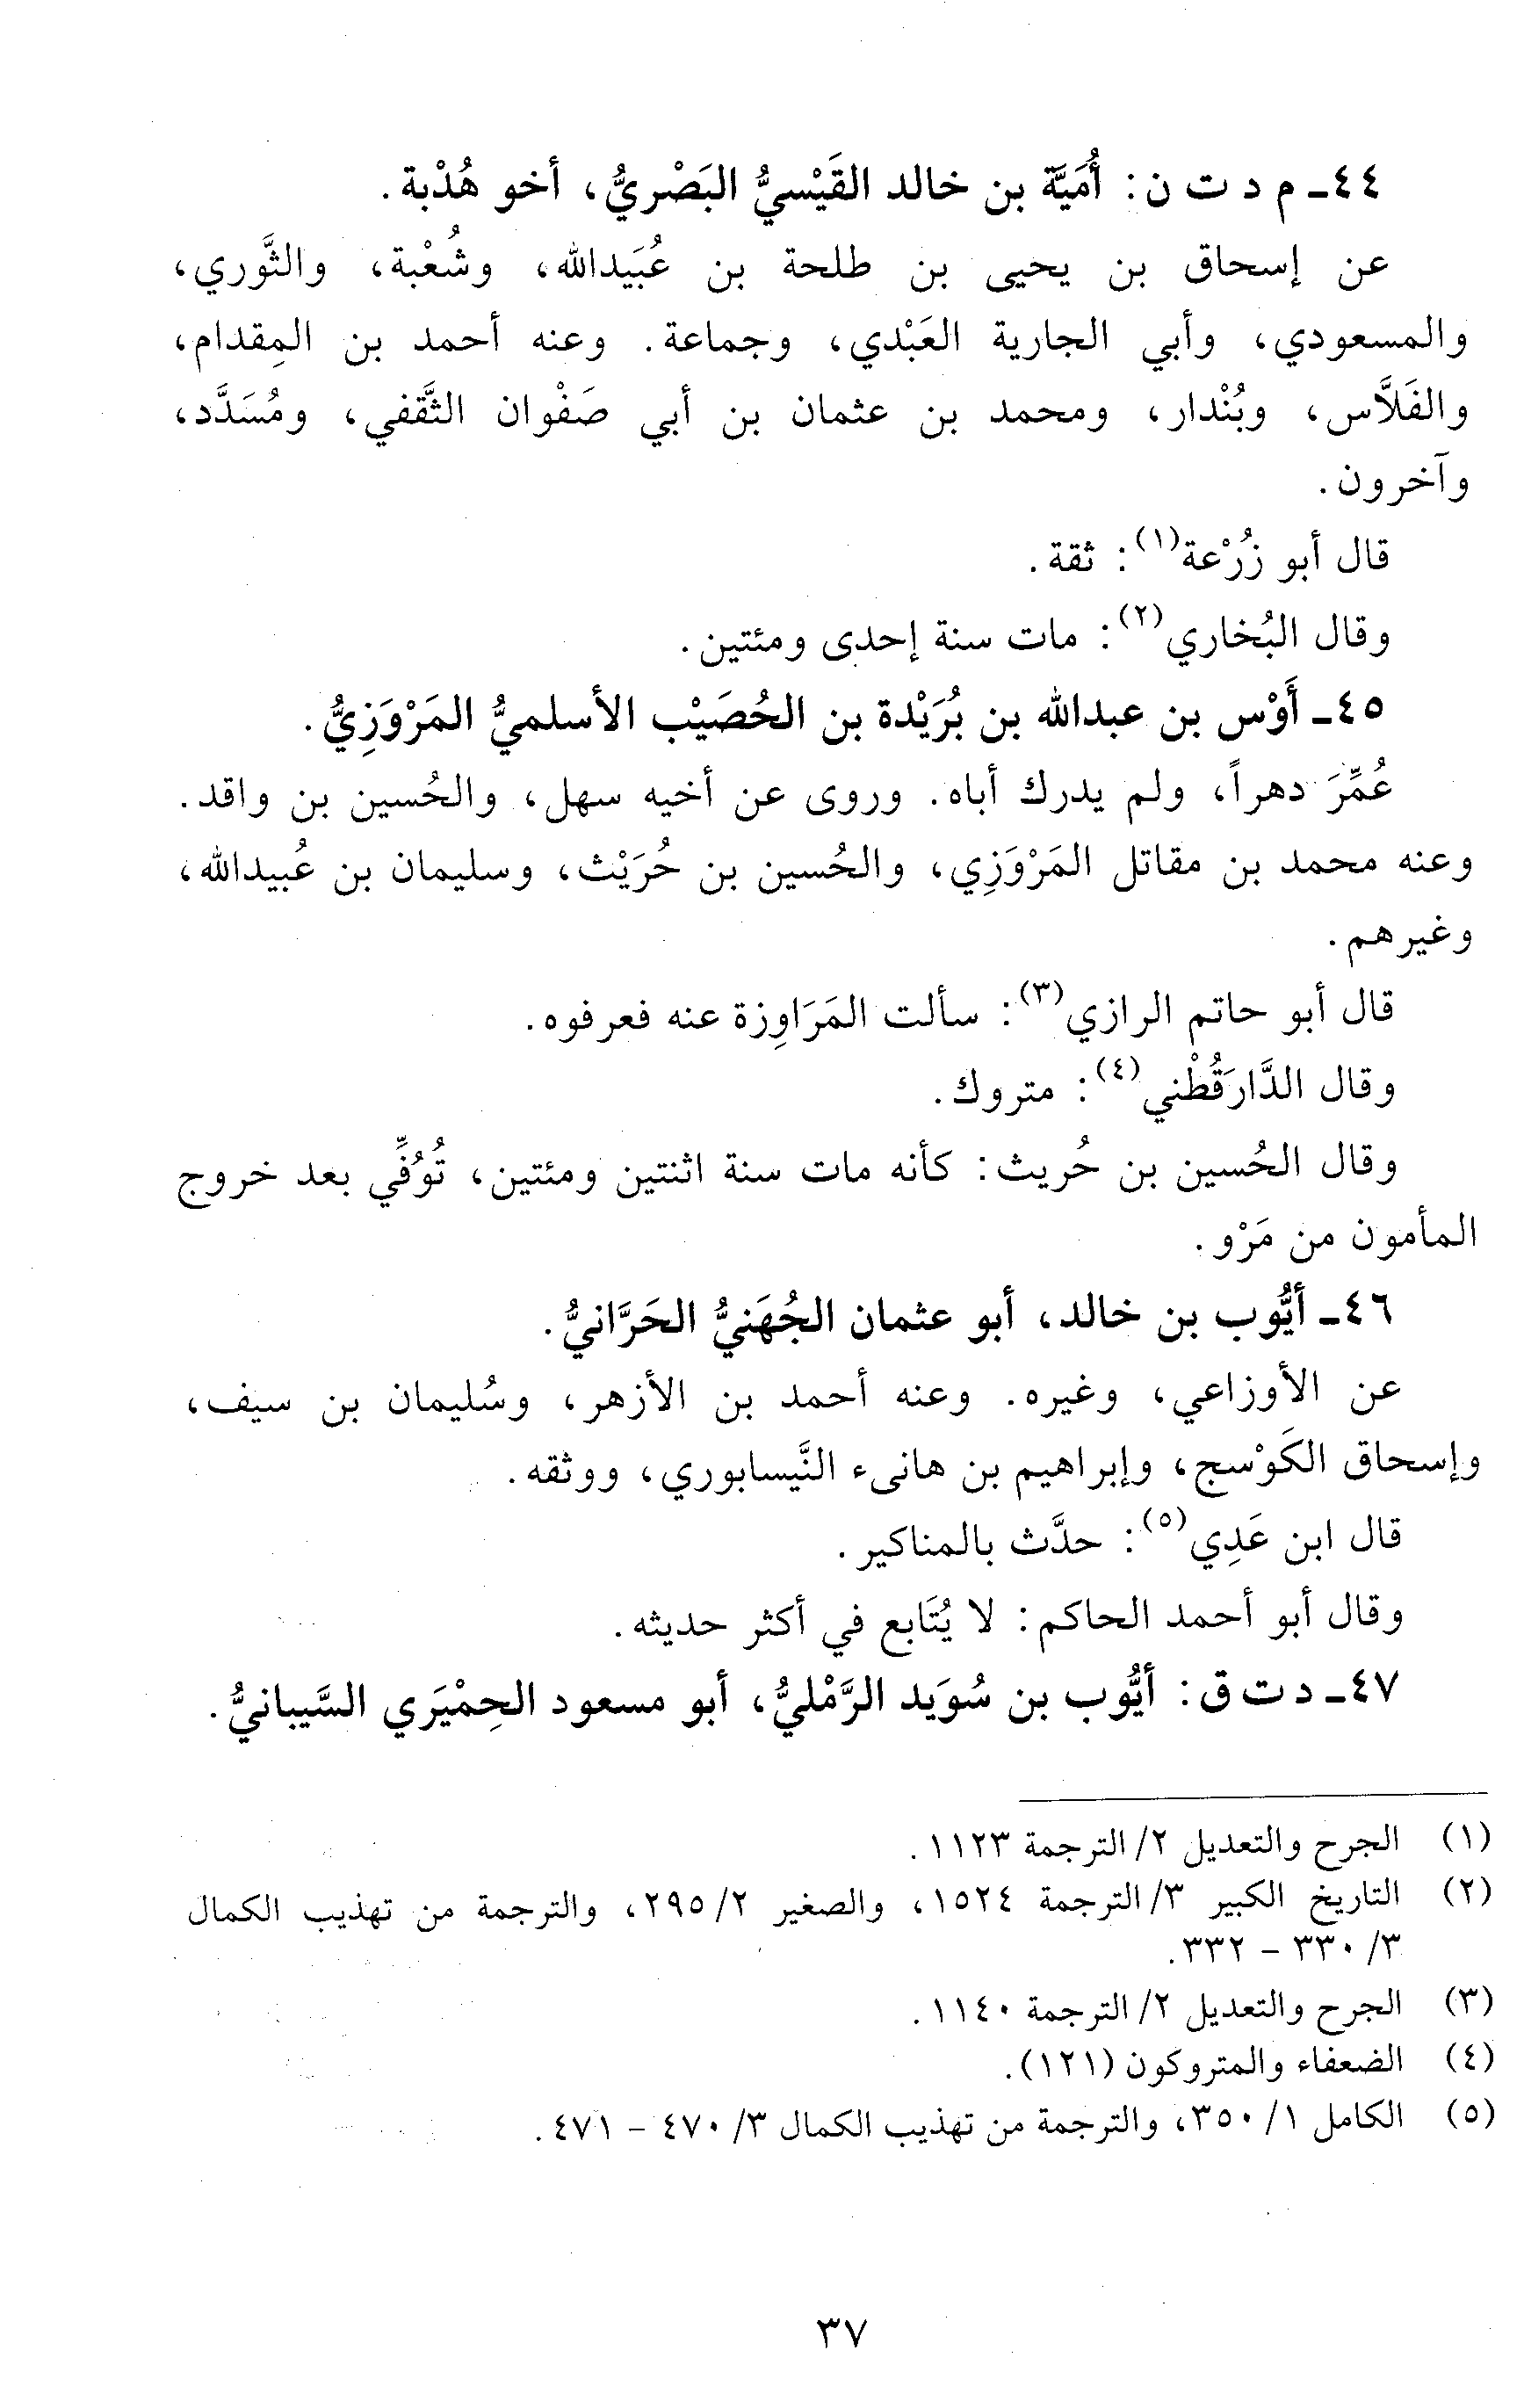 ٤٤ـ م د ت ن: أُمَيَّة بن خالد القَيْسيُّ البَصْريُّ، أخو هُدْبة.
عن إسحاق بن يحيى بن طلحة بن عُبَيدالله، وشُعْبة، والثَّوري،
والمسعودي، وأبي الجارية العَبْدي، وجماعة. وعنه أحمد بن المِقدام،
والفَلاَّس، وبُنْدار، ومحمد بن عثمان بن أبي صَفْوان الثَّقفي، ومُسَدَّد،
وآخرون.
قال أبو زُرْعة(١): ثقة.
وقال البُخاري(٢): مات سنة إحدى ومئتين.
٤٥ـ أَوْس بن عبدالله بن بُرَيْدة بن الحُصَيْب الأسلميُّ المَرْوَزِيُّ.
عُمِّرَ دهراً، ولم يدرك أباه. وروى عن أخيه سهل، والحُسين بن واقد.
وعنه محمد بن مقاتل المَرْوَزِي، والحُسين بن حُرَيْث، وسليمان بن عُبيدالله،
وغيرهم.
قال أبو حاتم الرازي(٣): سألت المَرَاوِزة عنه فعرفوه.
وقال الدَّارَقُطْني(٤): متروك.
وقال الحُسين بن حُريث: كأنه مات سنة اثنتين ومئتين، تُوُفِّي بعد خروج
المأمون من مَرْو.
٤٦ـ أيُّوب بن خالد، أبو عثمان الجُهَنيُّ الحَرَّانيُّ.
عن الأوزاعي، وغيره. وعنه أحمد بن الأزهر، وسُليمان بن سيف،
وإسحاق الكَوْسج، وإبراهيم بن هانىء النَّيسابوري، ووثقه.
قال ابن عَدِي(٥): حدَّث بالمناكير.
وقال أبو أحمد الحاكم: لا يُتَابع في أكثر حديثه.
٤٧ـ د ت ق: أيُّوب بن سُوَيد الرَّمْليُّ، أبو مسعود الحِمْيَري السَّيبانيُّ.
(١) الجرح والتعديل ٢/ الترجمة ١١٢٣.
(٢) التاريخ الكبير ٣/ الترجمة ١٥٢٤، والصغير ٢/ ٢٩٥، والترجمة من تهذيب الكمال
٣/ ٣٣٠ - ٣٣٢.
(٣) الجرح والتعديل ٢/ الترجمة ١١٤٠.
(٤) الضعفاء والمتروكون (١٢١).
(٥) الكامل ١/ ٣٥٠، والترجمة من تهذيب الكمال ٣/ ٤٧٠ - ٤٧١.
٣٧